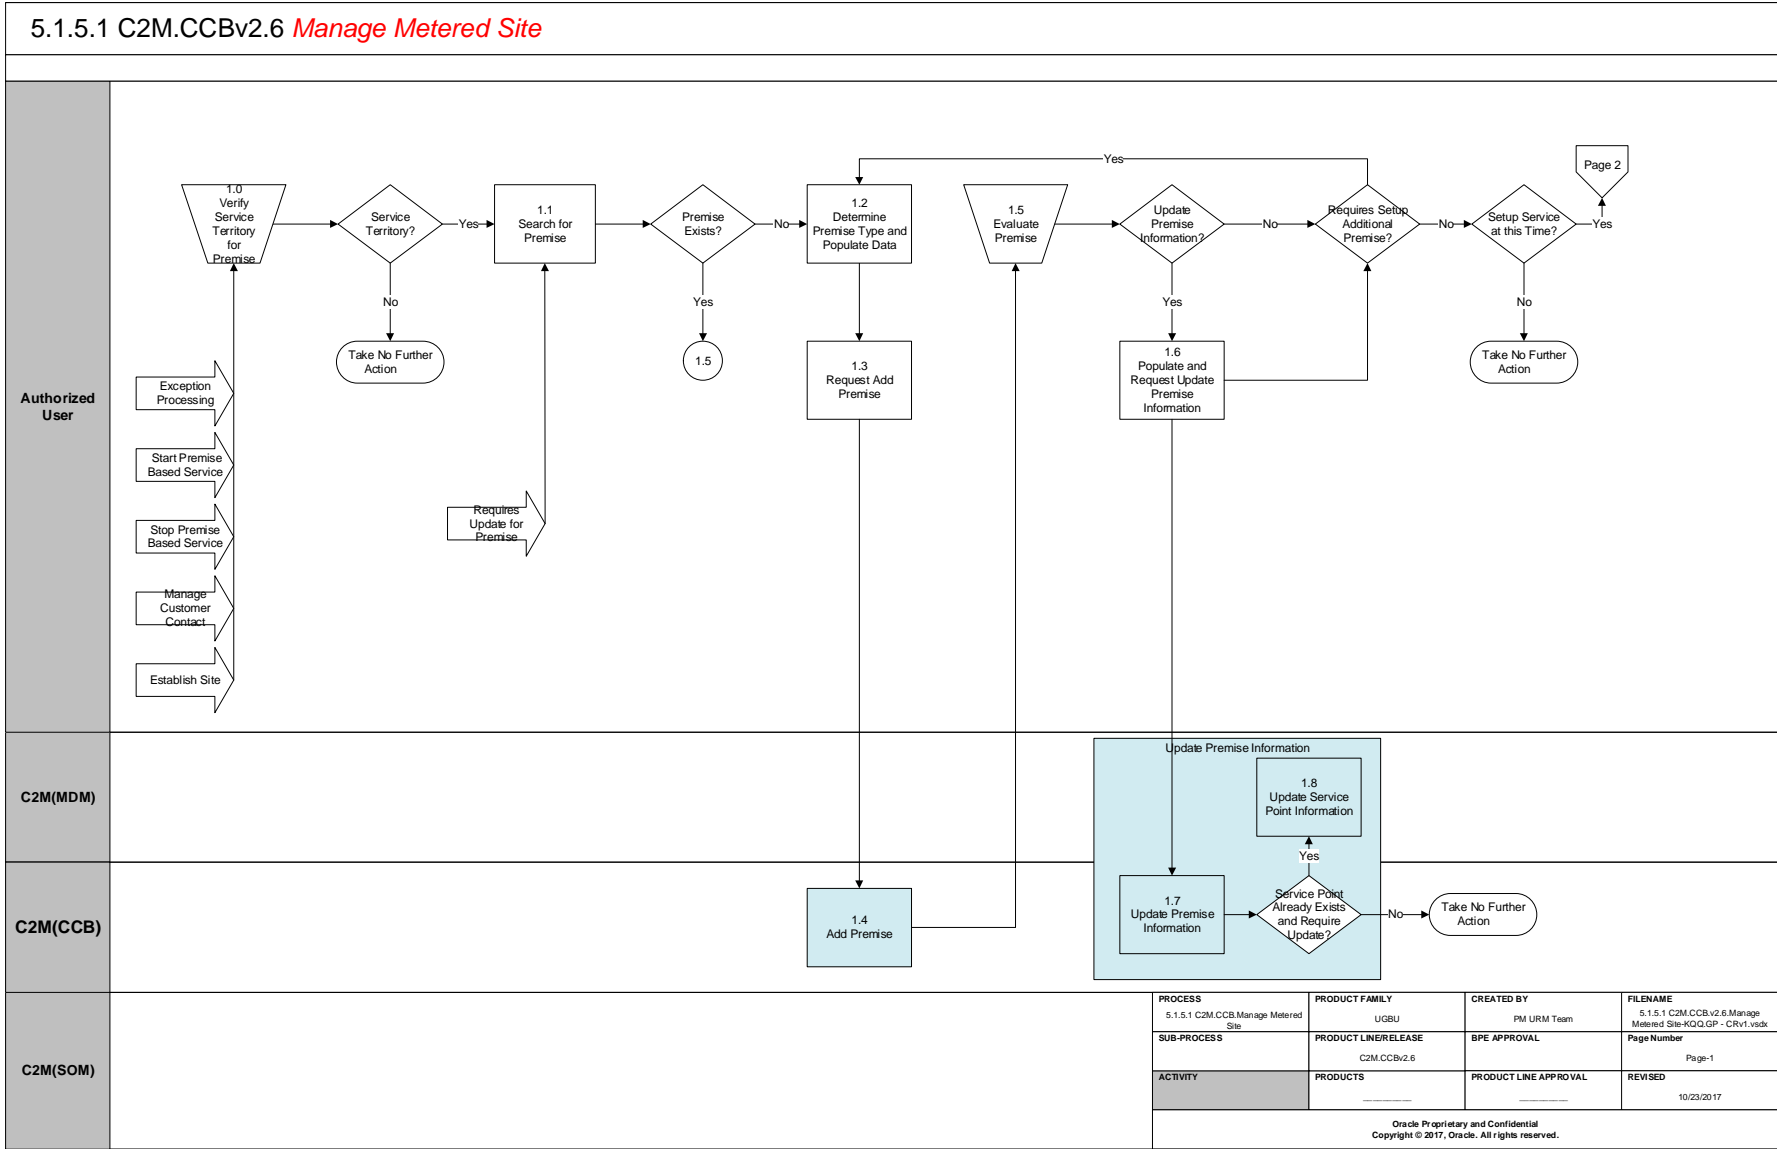 5.1.5.1 C2M.CCBv2.6 Manage Metered Site
Authorized
User
1.0
Verify
Service
Territory
for
Premise
Service
Territory?
Yes
No
Take No Further
Action
1.1
Search for
Premise
Premise
Exists?
No
Yes
1.5
1.2
Determine
Premise Type and
Populate Data
1.3
Request Add
Premise
Yes
1.5
Evaluate
Premise
Update
Premise
Information?
No
Yes
1.6
Populate and
Request Update
Premise
Information
Requires Setup
Additional
Premise?
No
Setup Service
at this Time?
Yes
Page 2
No
Take No Further
Action
Exception
Processing
Start Premise
Based Service
Stop Premise
Based Service
Manage
Customer
Contact
Establish Site
Requires
Update for
Premise
C2M(MDM)
Update Premise Information
1.8
Update Service
Point Information
Yes
C2M(CCB)
1.4
Add Premise
1.7
Update Premise
Information
Service Point
Already Exists
and Require
Update?
No
Take No Further
Action
C2M(SOM)
PROCESS
5.1.5.1 C2M.CCB.Manage Metered
Site
PRODUCT FAMILY
UGBU
CREATED BY
PM URM Team
FILENAME
5.1.5.1 C2M.CCB.v2.6.Manage
Metered Site-KQQ.GP - CRv1.vsdx
SUB-PROCESS
PRODUCT LINE/RELEASE
C2M.CCBv2.6
BPE APPROVAL
Page Number
Page-1
ACTIVITY
PRODUCTS
PRODUCT LINE APPROVAL
REVISED
10/23/2017
Oracle Proprietary and Confidential
Copyright © 2017, Oracle. All rights reserved.